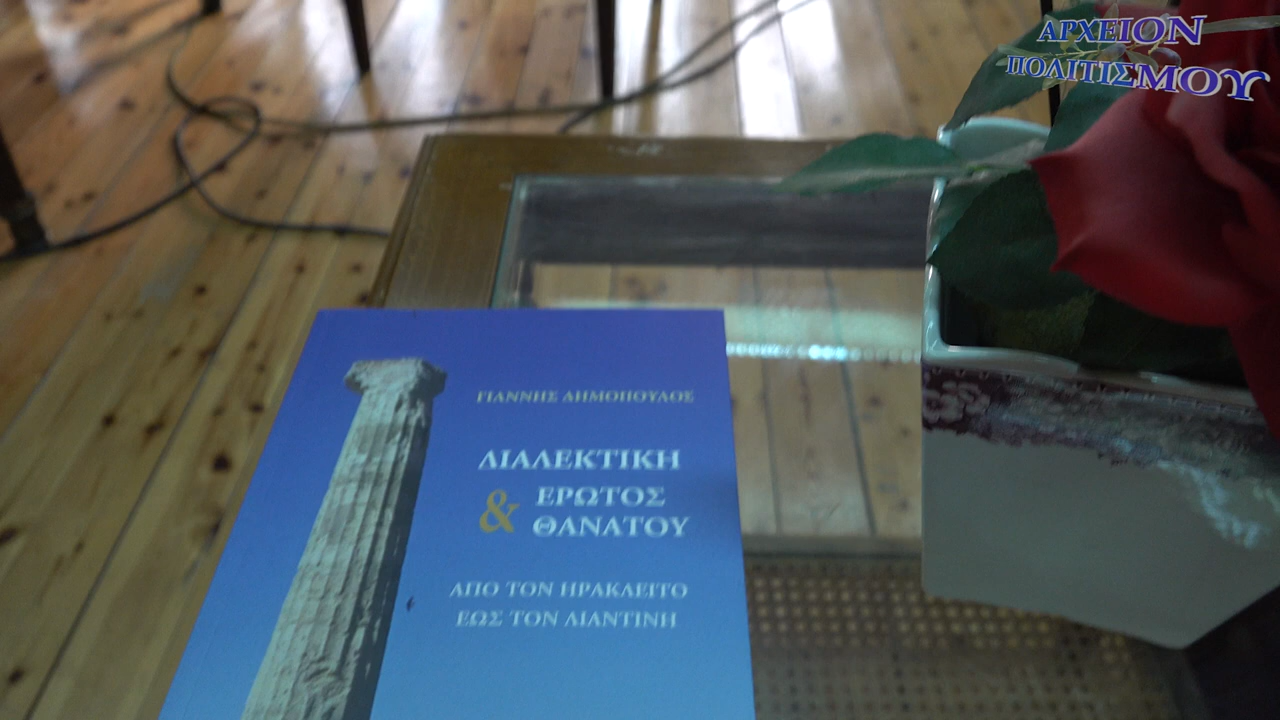 ΑΡΧΕΙΟΝ
ΠΟΛΙΤΙΣΜΟΥ
ΓΙΑΝΝΗΣ ΔΗΜΟΠΟΥΛΟΣ
ΔΙΑΛΕΚΤΙΚΗ
ΕΡΩΤΟΣ
& ΘΑΝΑΤΟΥ
ΑΠΟ ΤΟΝ ΗΡΑΚΛΕΙΤΟ
ΕΩΣ ΤΟΝ ΛΙΑΝΤΙΝΗ